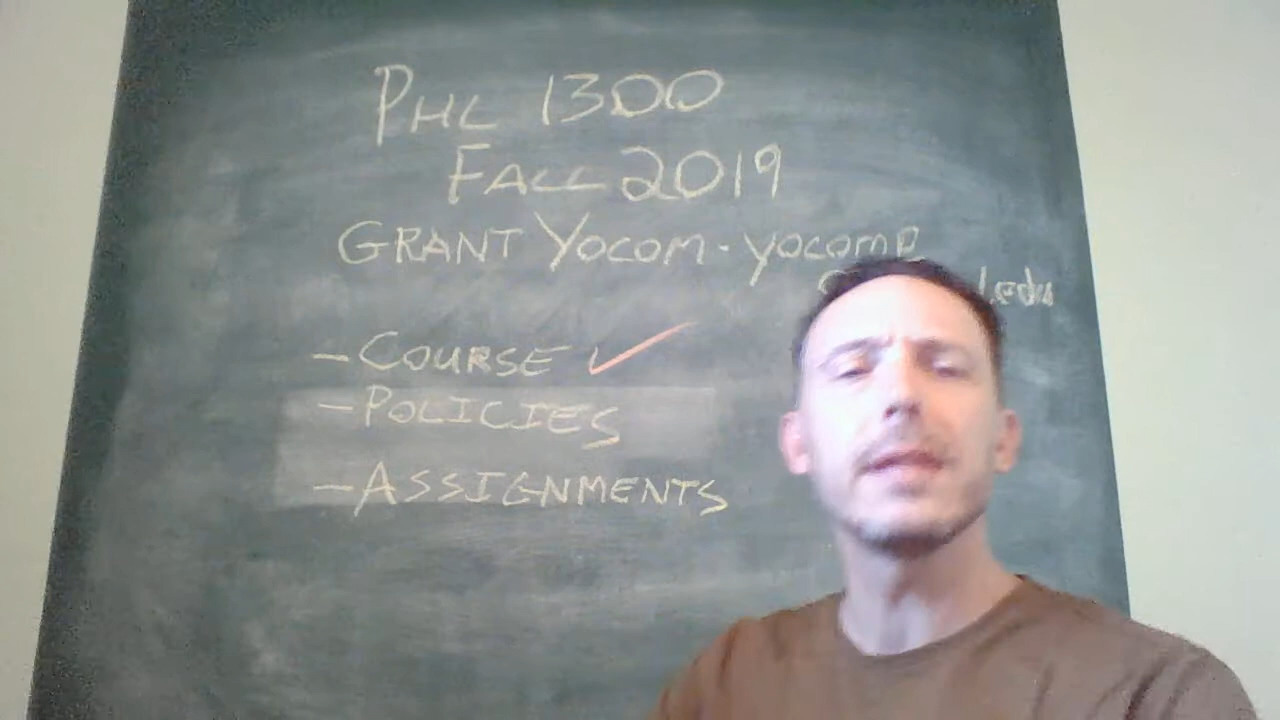 PHL 1300
FALL 2019
GRANT YOCOM - yocomp
- COURSE ✓
- POLICIES
- ASSIGNMENTS